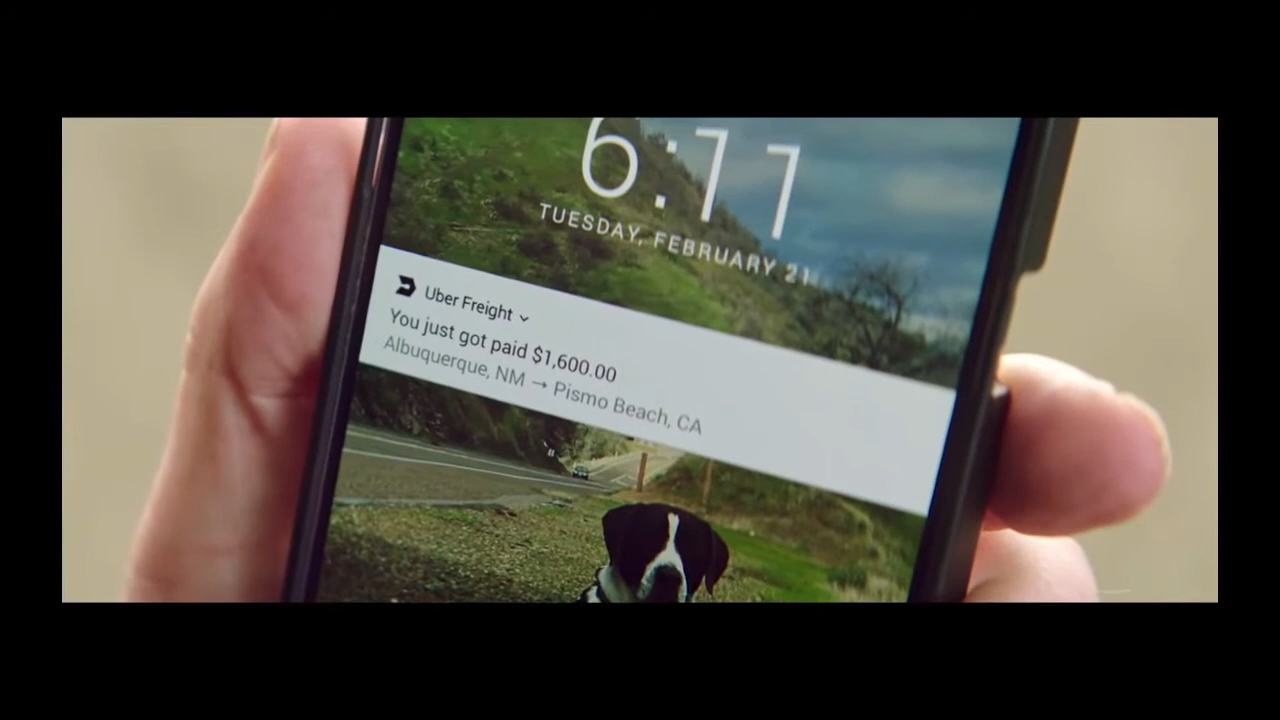 6:11
TUESDAY, FEBRUARY 21
Uber Freight
You just got paid $1,600.00
Albuquerque, NM → Pismo Beach, CA